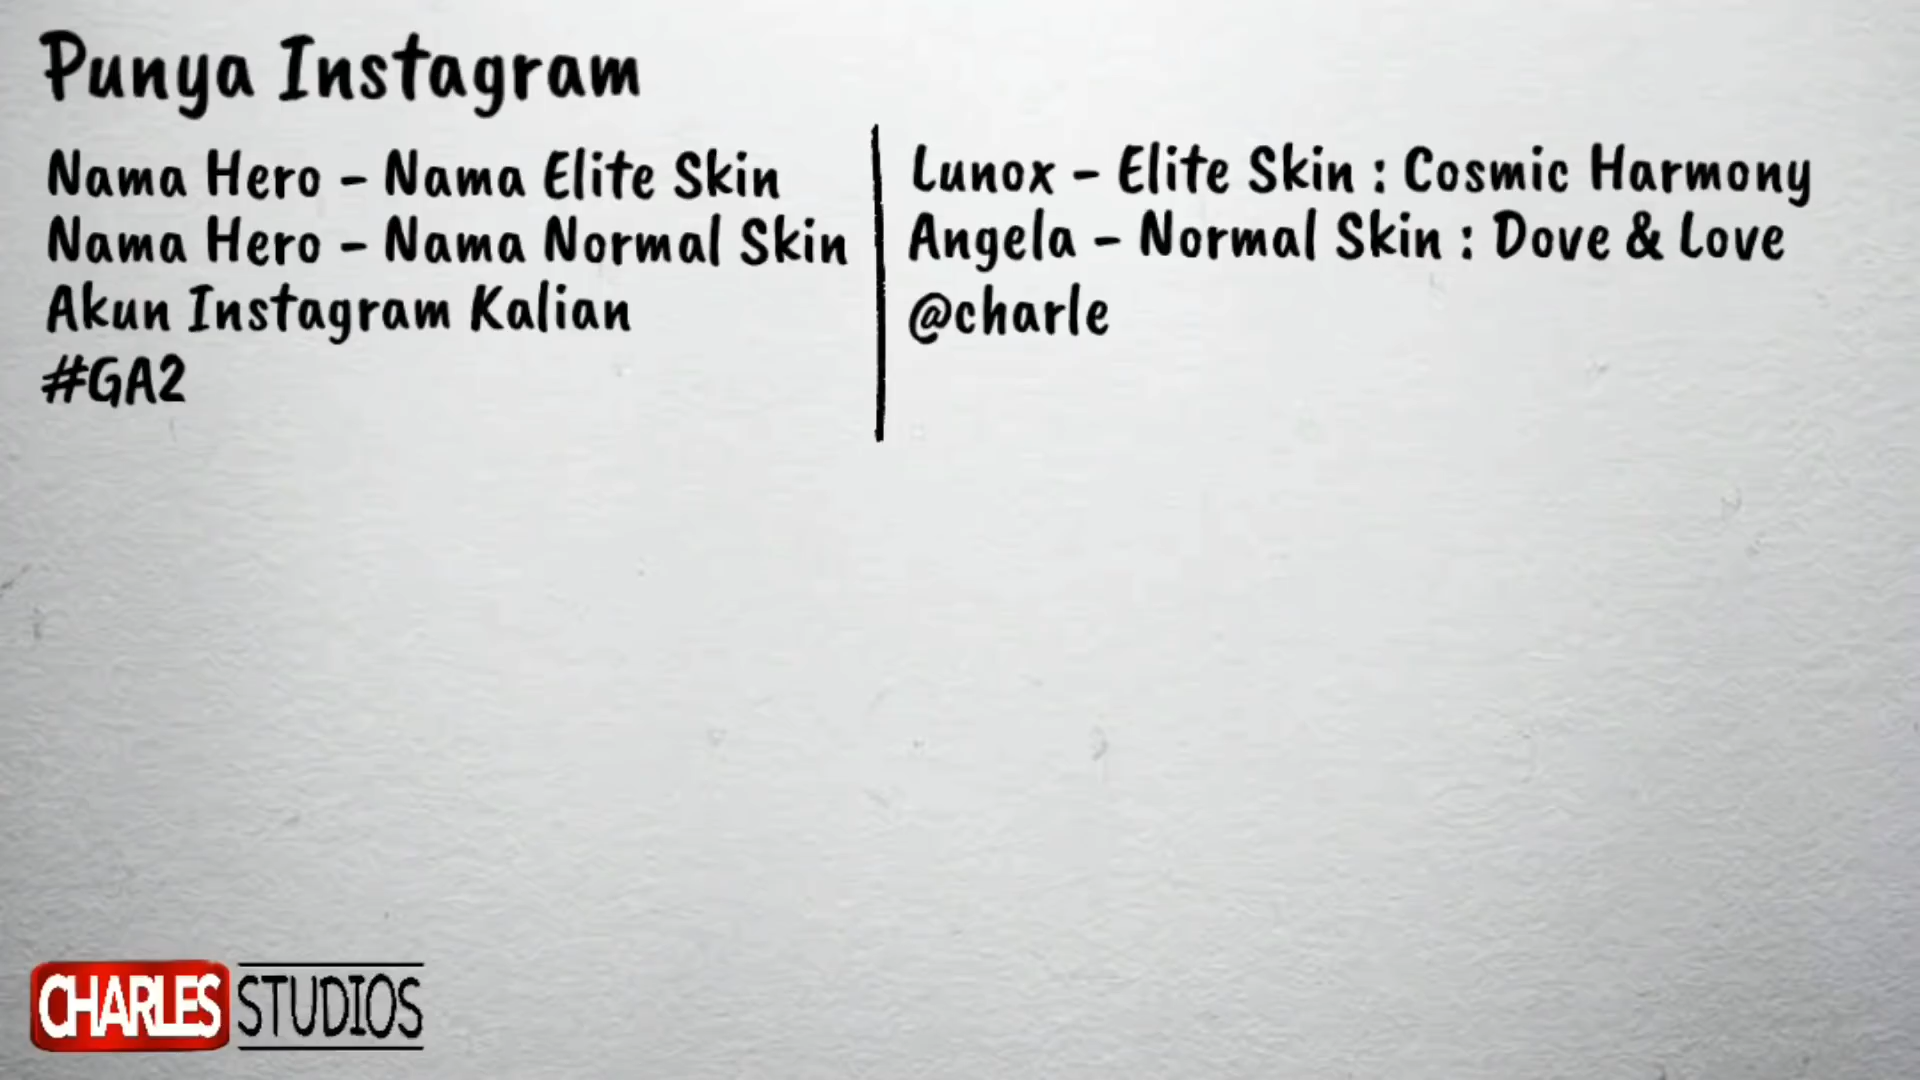 Punya Instagram
Nama Hero - Nama Elite Skin
Nama Hero - Nama Normal Skin
Akun Instagram Kalian
#GA2
Lunox - Elite Skin : Cosmic Harmony
Angela - Normal Skin : Dove & Love
@charle
CHARLES STUDIOS